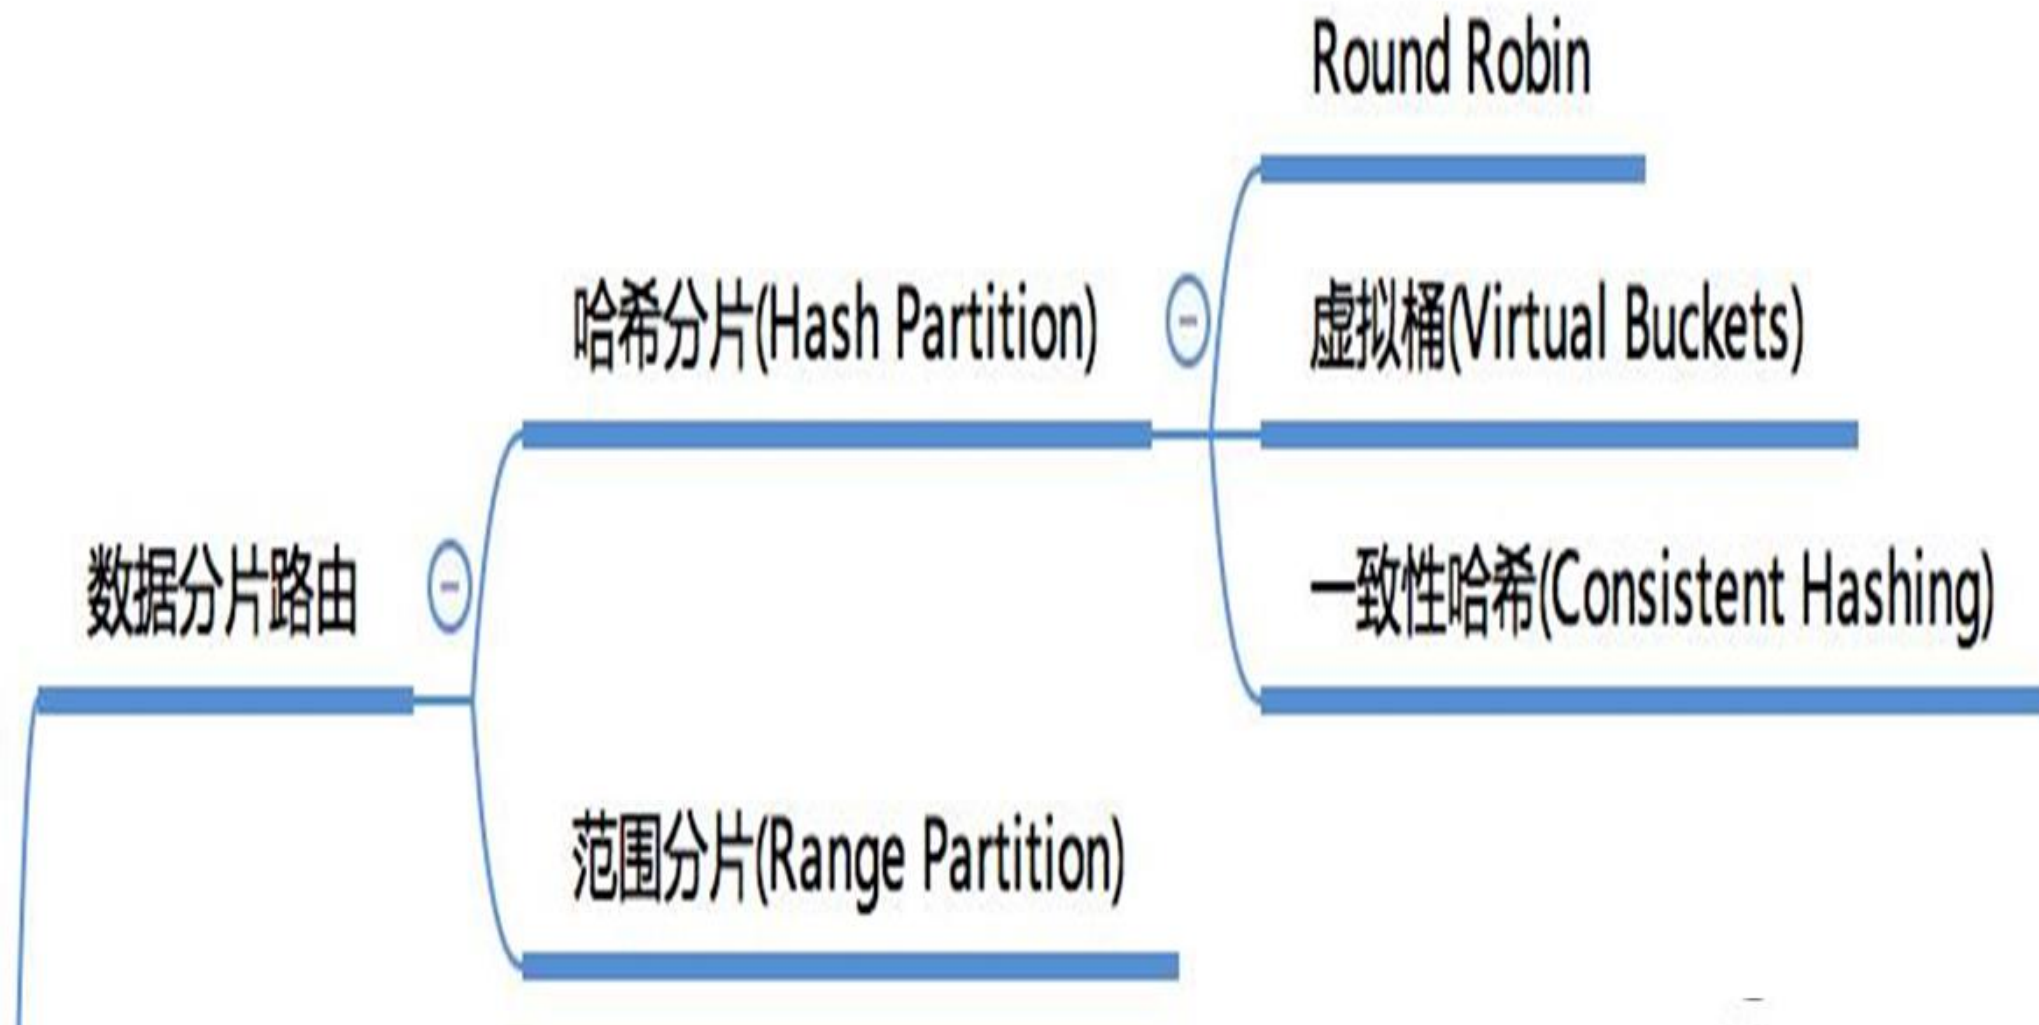 Round Robin
哈希分片(Hash Partition)
虚拟桶(Virtual Buckets)
数据分片路由
一致性哈希(Consistent Hashing)
范围分片(Range Partition)